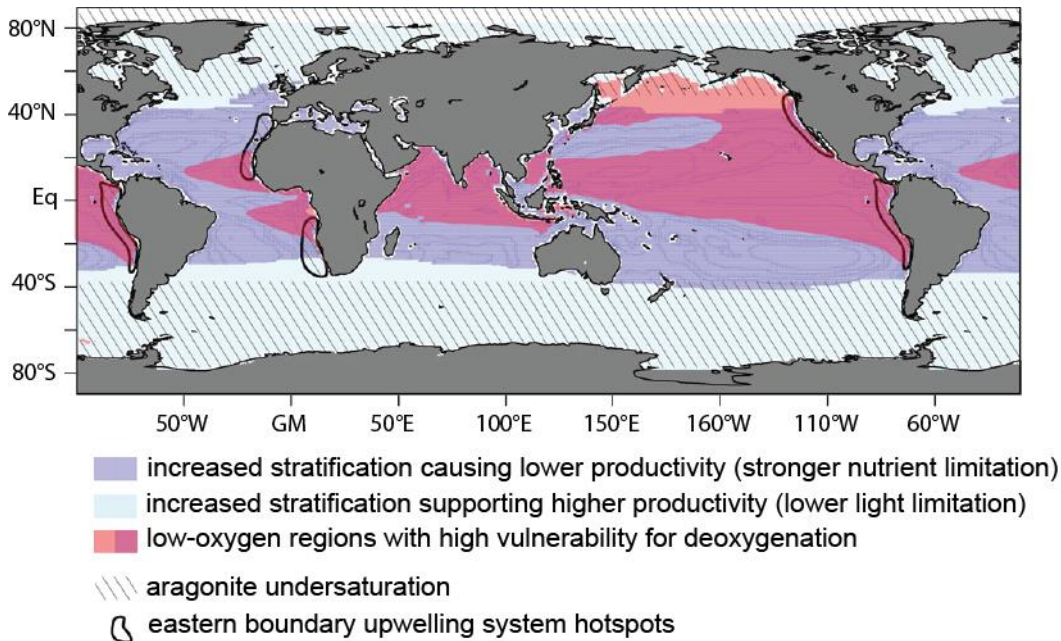 80°N
40°N
Eq
40°S
80°S
50°W GM 50°E 100°E 150°E 160°W 110°W 60°W
increased stratification causing lower productivity (stronger nutrient limitation)
increased stratification supporting higher productivity (lower light limitation)
low-oxygen regions with high vulnerability for deoxygenation
aragonite undersaturation
eastern boundary upwelling system hotspots